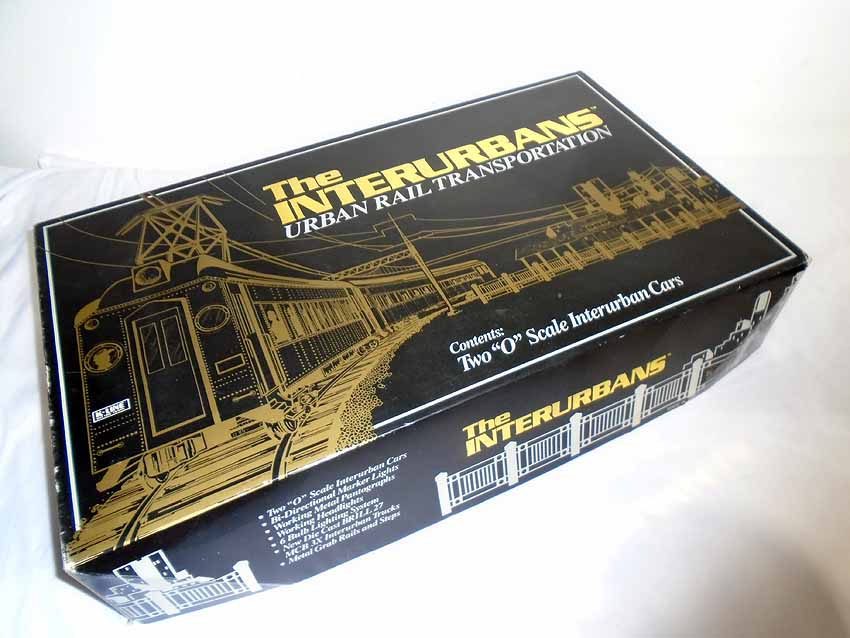 The
INTERURBANS™
URBAN RAIL TRANSPORTATION
Contents:
Two "O" Scale Interurban Cars
K-LINE
The
INTERURBANS™
• Two "O" Scale Interurban Cars
• Bi-Directional Marker Lights
• Working Metal Pantographs
• Working Headlights
• 6 Bulb Lighting System
• New Die Cast BRILL 27
MCB 3X Interurban Trucks
• Metal Grab Rails and Steps